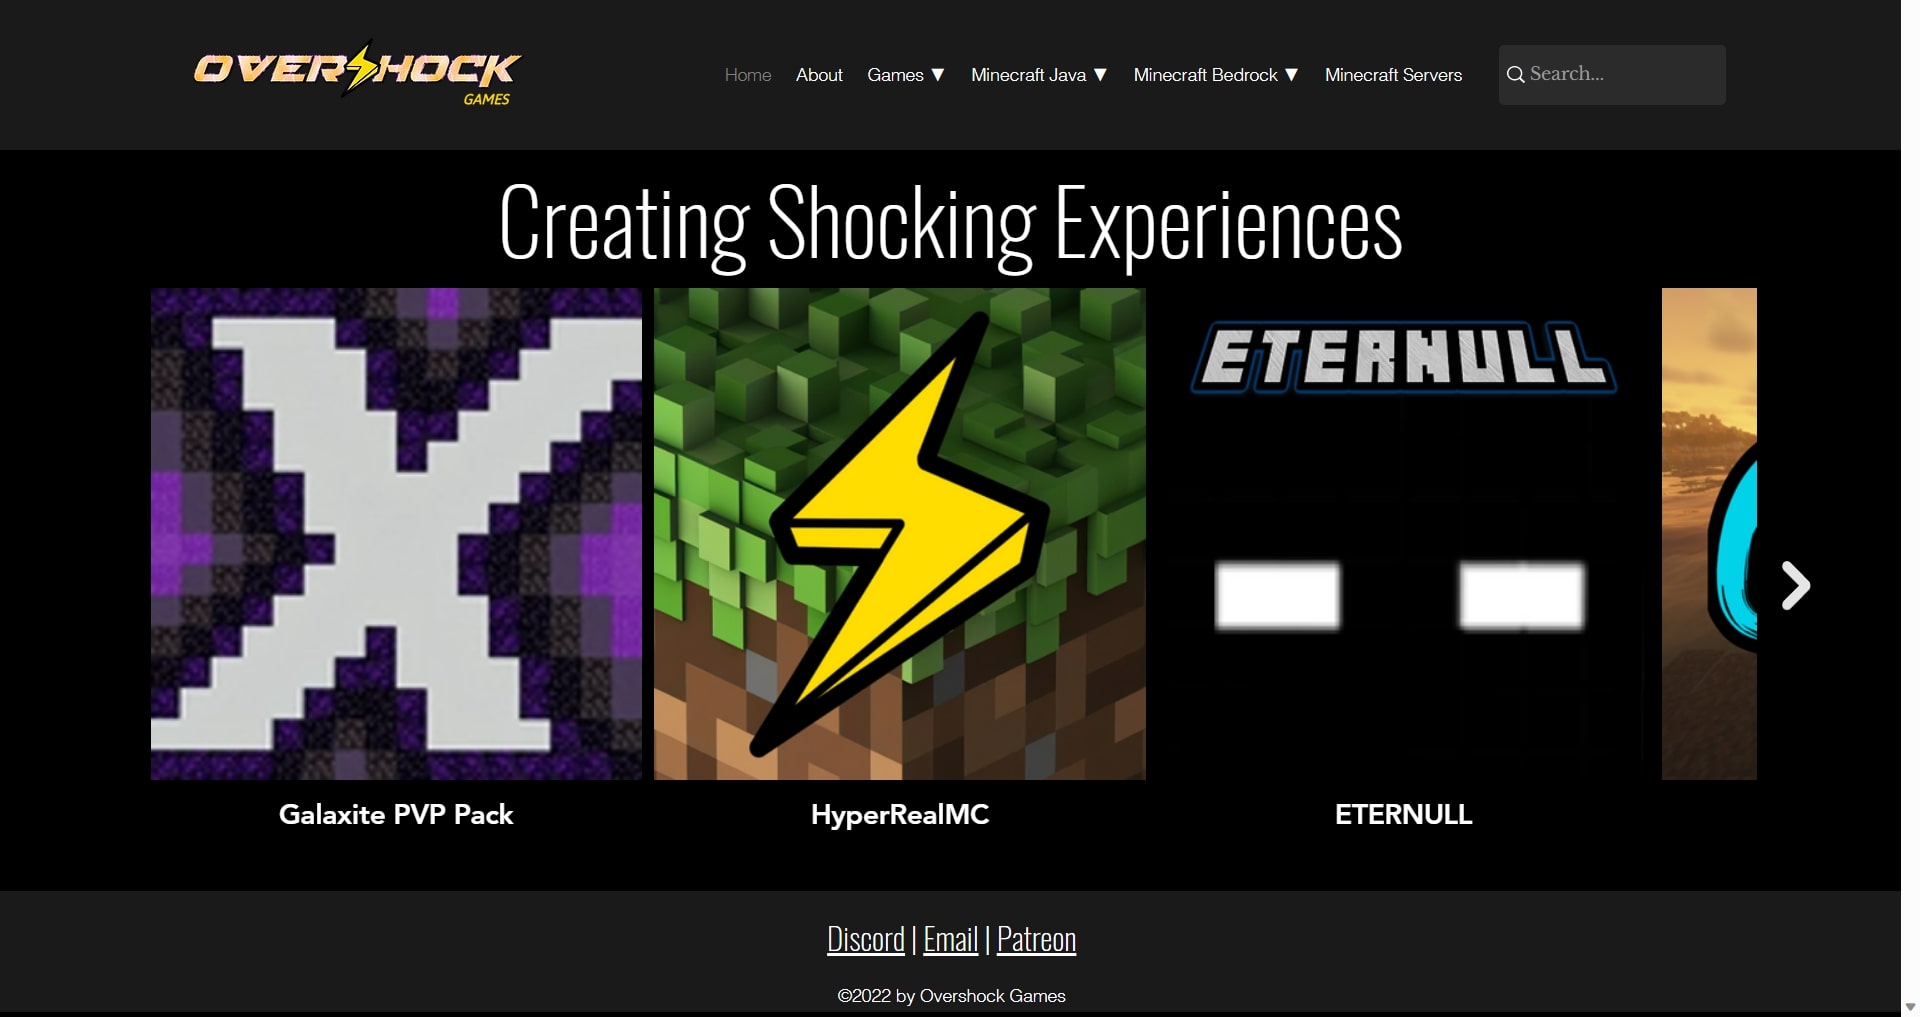 OVERSHOCK
GAMES
Home About Games ▼ Minecraft Java ▼ Minecraft Bedrock ▼ Minecraft Servers Search...
Creating Shocking Experiences
X
ETERNULL
Galaxite PVP Pack HyperRealMC ETERNULL
Discord | Email | Patreon
©2022 by Overshock Games